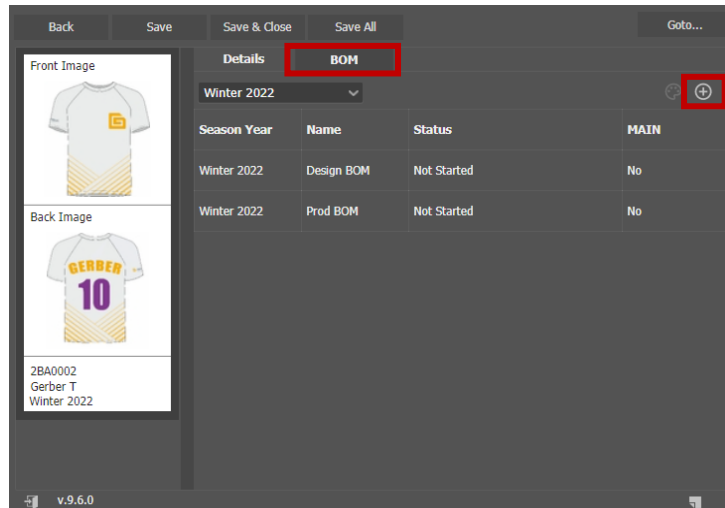 Back Save Save & Close Save All Goto...
Front Image
Details BOM
Winter 2022
Season Year Name Status MAIN
Winter 2022 Design BOM Not Started No
Winter 2022 Prod BOM Not Started No
Back Image
GERBER
10
2BA0002
Gerber T
Winter 2022
v.9.6.0